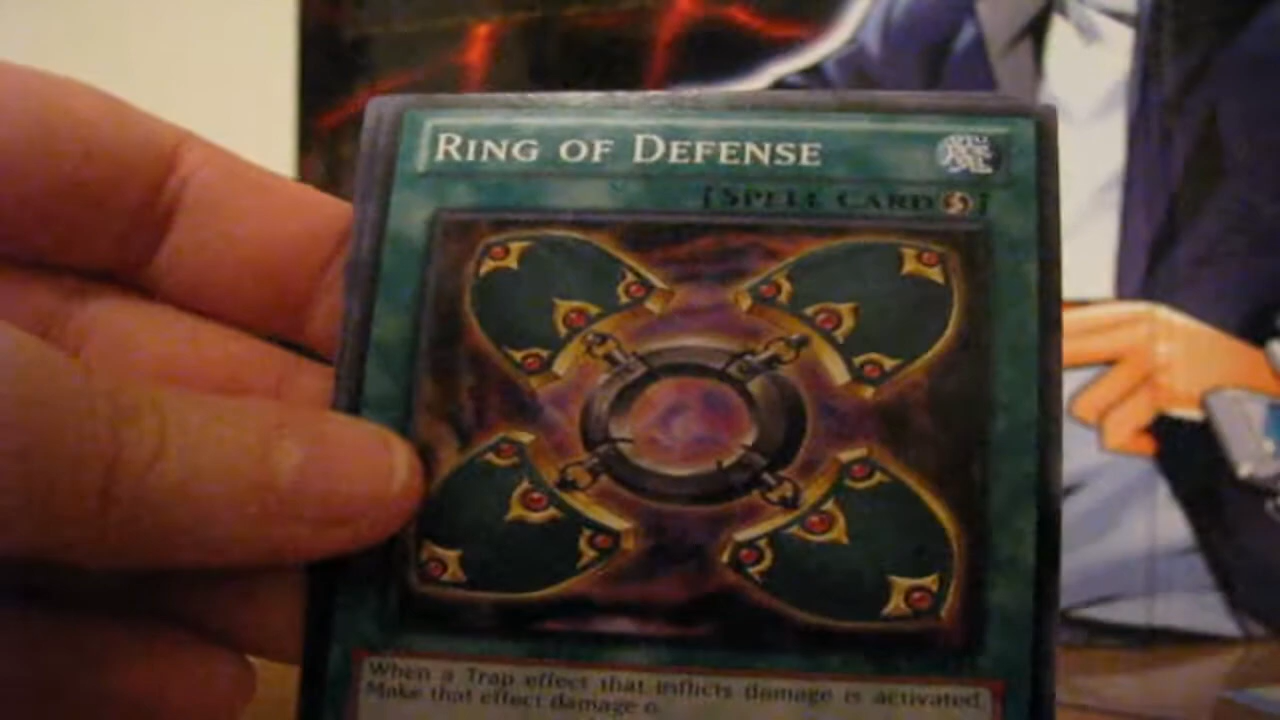 RING OF DEFENSE
[SPELL CARD]
When a Trap effect that inflicts damage is activated:
Make that effect damage 0.